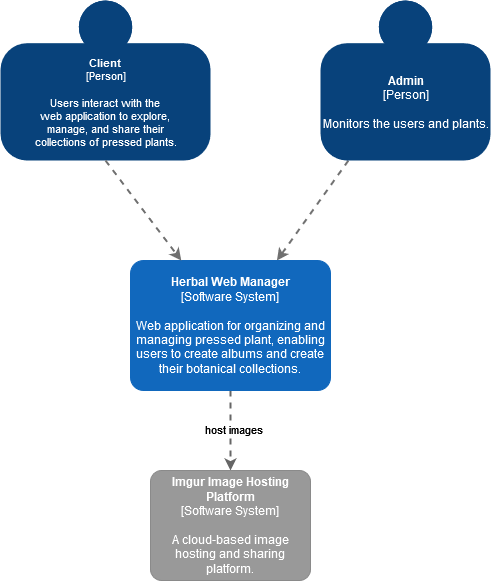 Client
[Person]
Users interact with the
web application to explore,
manage, and share their
collections of pressed plants.
Admin
[Person]
Monitors the users and plants.
Herbal Web Manager
[Software System]
Web application for organizing and
managing pressed plant, enabling
users to create albums and create
their botanical collections.
host images
Imgur Image Hosting
Platform
[Software System]
A cloud-based image
hosting and sharing
platform.